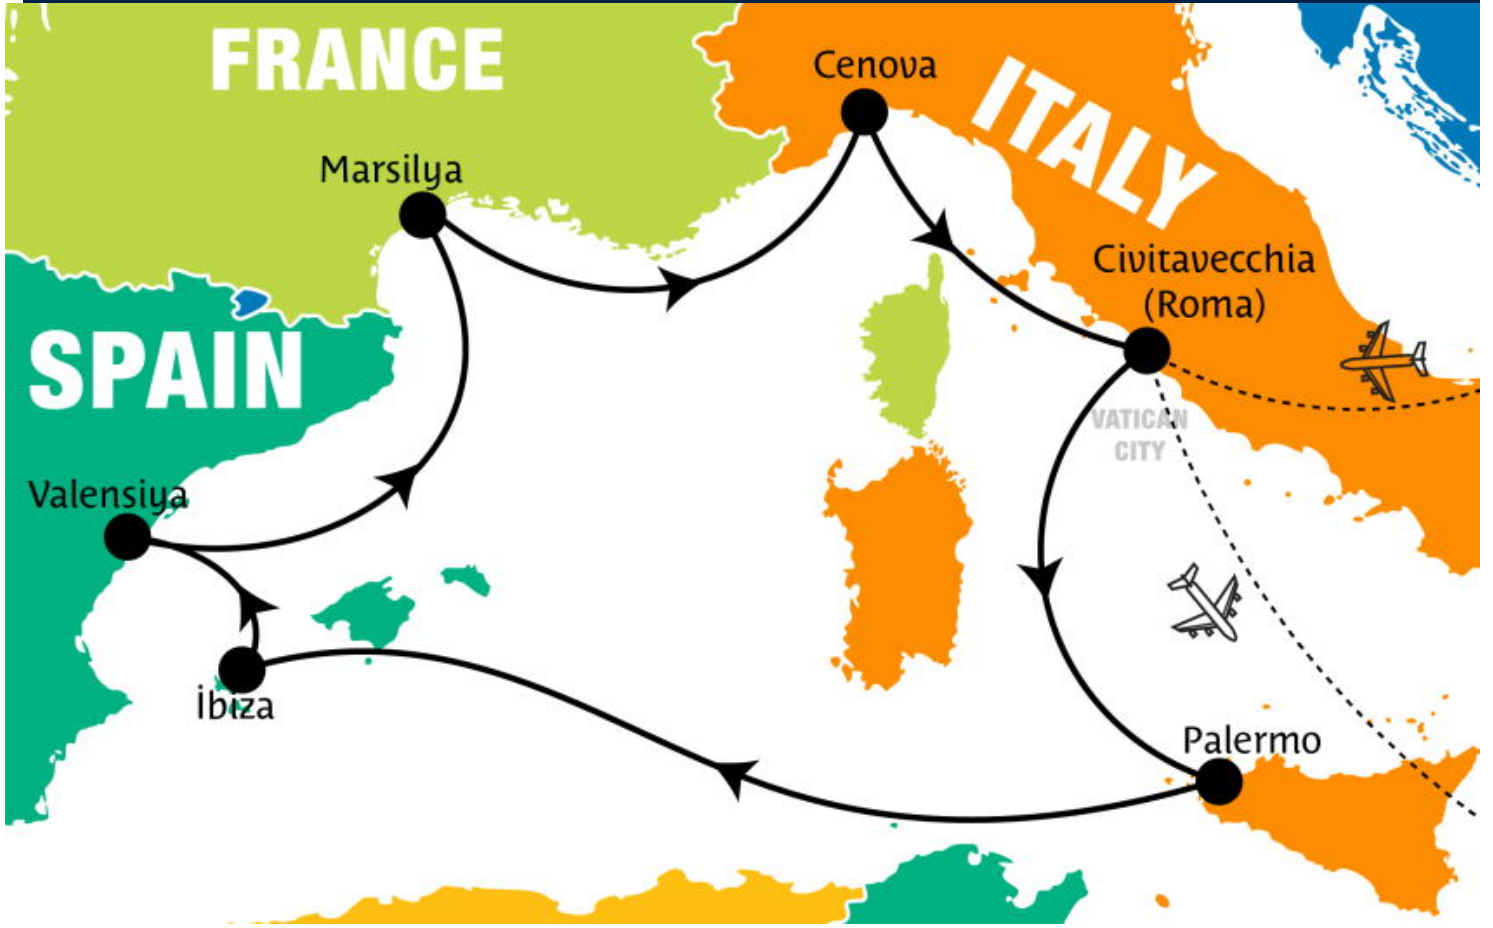 FRANCE
Cenova
ITALY
Marsilya
Civitavecchia
(Roma)
SPAIN
VATICAN
CITY
Valensiya
İbiza
Palermo